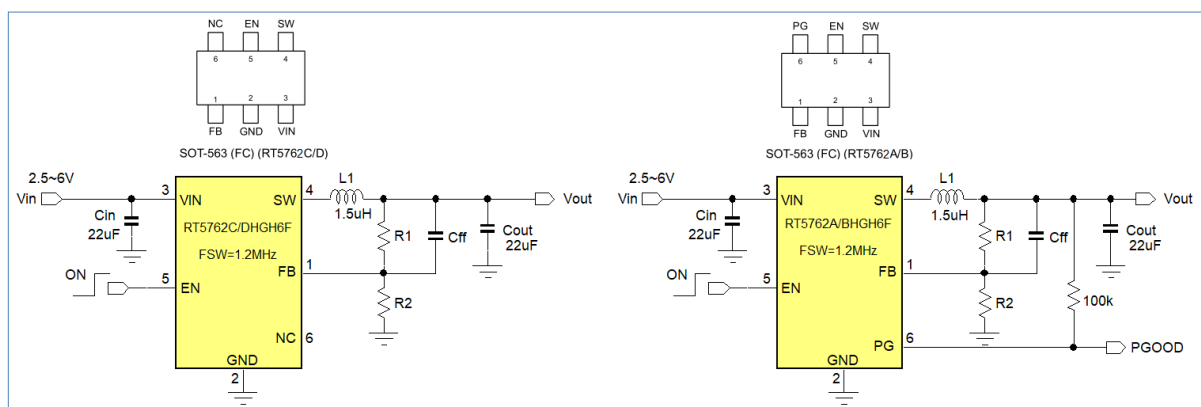 NC EN SW
6 5 4
1 2 3
FB GND VIN
SOT-563 (FC) (RT5762C/D)
2.5~6V
Vin
Cin
22uF
3
VIN
SW
4
L1
1.5uH
Vout
RT5762C/DHGH6F
FSW=1.2MHz
R1
Cff
Cout
22uF
FB
1
ON
5
EN
R2
NC
6
GND
2
PG EN SW
6 5 4
1 2 3
FB GND VIN
SOT-563 (FC) (RT5762A/B)
2.5~6V
Vin
Cin
22uF
3
VIN
SW
4
L1
1.5uH
Vout
RT5762A/BHGH6F
FSW=1.2MHz
R1
Cff
Cout
22uF
FB
1
ON
5
EN
R2
100k
PG
6
PGOOD
GND
2